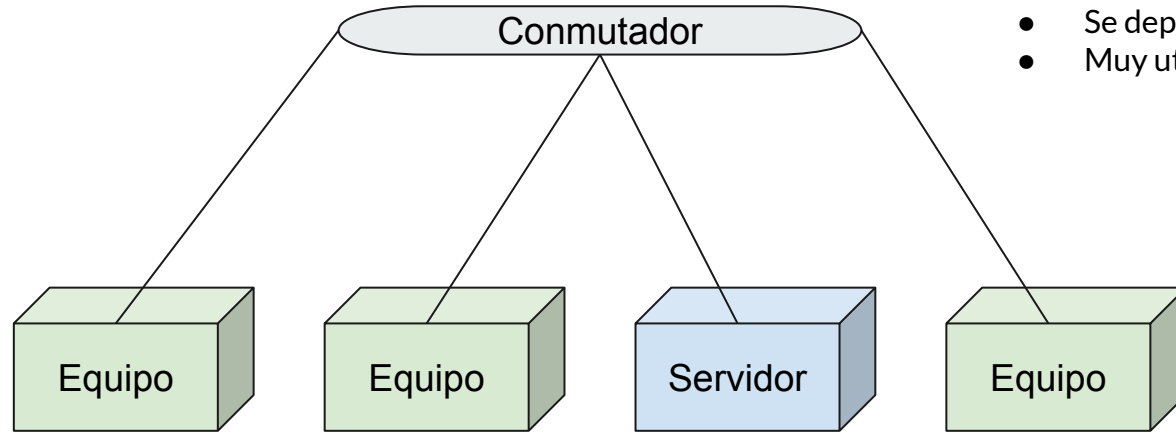 Conmutador
● Se dep
● Muy ut
Equipo Equipo Servidor Equipo